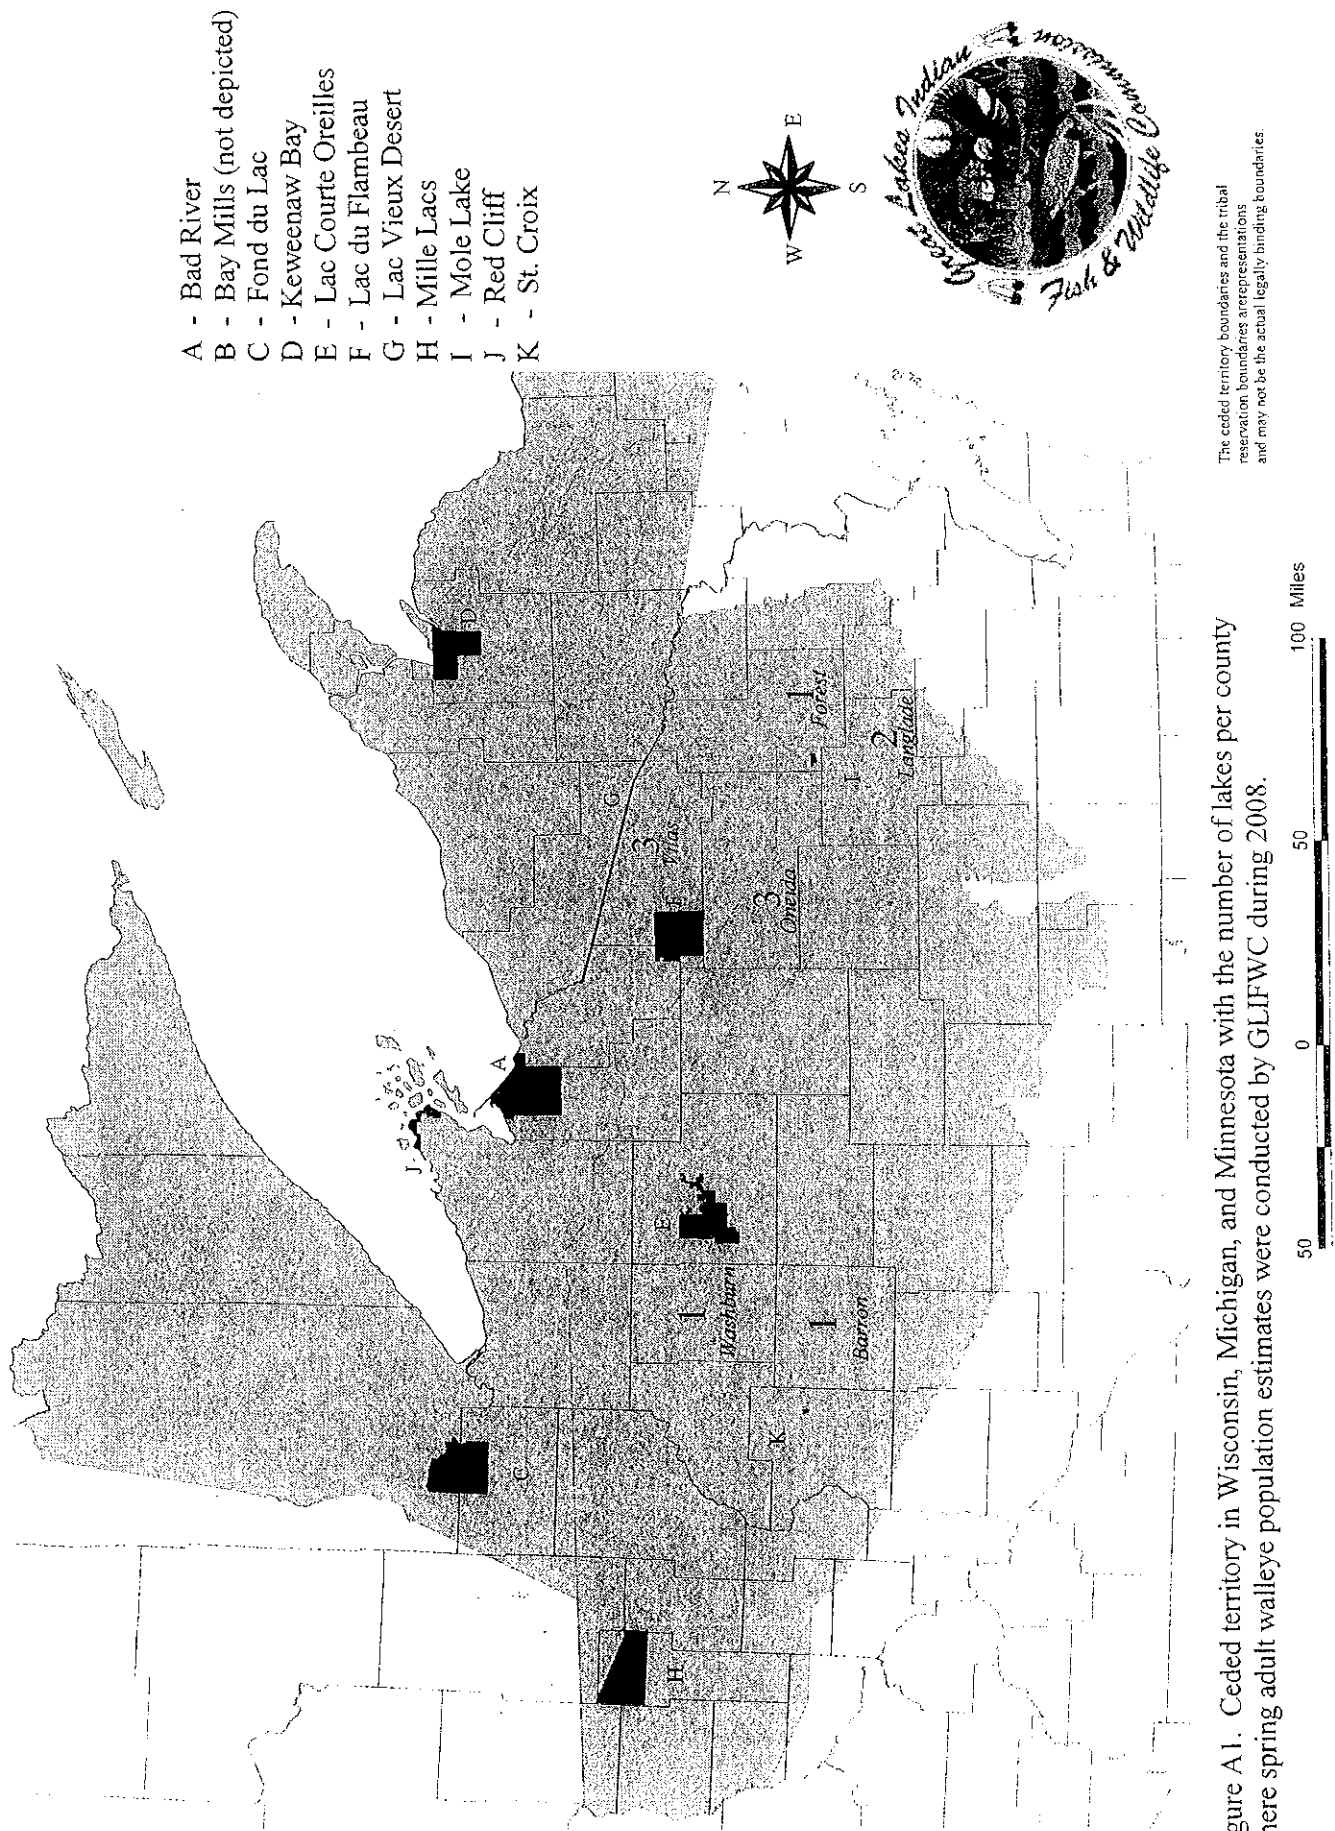 A - Bad River
B - Bay Mills (not depicted)
C - Fond du Lac
D - Keweenaw Bay
E - Lac Courte Oreilles
F - Lac du Flambeau
G - Lac Vieux Desert
H - Mille Lacs
I - Mole Lake
J - Red Cliff
K - St. Croix
N
W E
S
Great Lakes Indian
Fish & Wildlife Commission
J
A
D
C
G
H
E
F
3
Vilas
1
Washburn
3
Oneida
1
Forest
K
1
Barron
I
2
Langlade
The ceded territory boundaries and the tribal
reservation boundaries arerepresentations
and may not be the actual legally binding boundaries.
gure A1. Ceded territory in Wisconsin, Michigan, and Minnesota with the number of lakes per county
here spring adult walleye population estimates were conducted by GLIFWC during 2008.
50 0 50 100 Miles